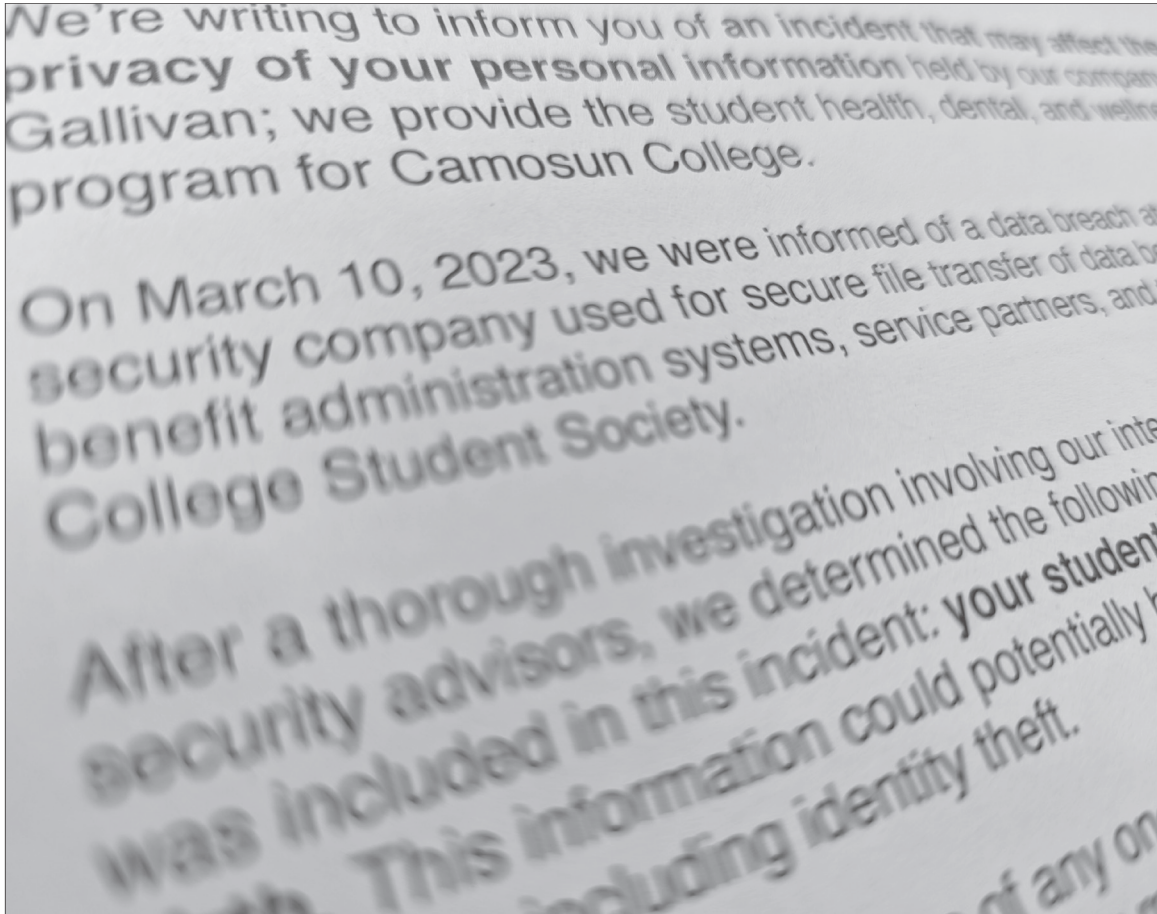 We're writing to inform you of an incident that may affect the
privacy of your personal information held by our
Gallivan; we provide the student health, dental, and
program for Camosun College.
On March 10, 2023, we were informed of a data breach
security company used for secure file transfer of data
benefit administration systems, service partners, and
College Student Society.
After a thorough investigation involving our
security advisors, we determined the
was included in this incident: your student
This information could potentially
including identity theft.
of any